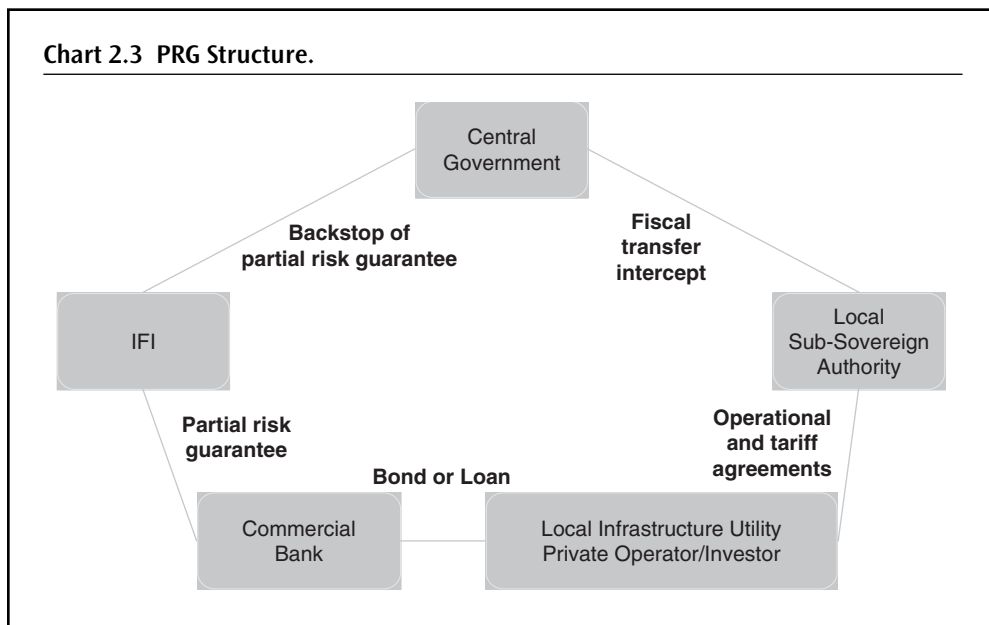 Chart 2.3 PRG Structure.
Central
Government
Backstop of
partial risk guarantee
Fiscal
transfer
intercept
IFI
Local
Sub-Sovereign
Authority
Partial risk
guarantee
Operational
and tariff
agreements
Bond or Loan
Commercial
Bank
Local Infrastructure Utility
Private Operator/Investor